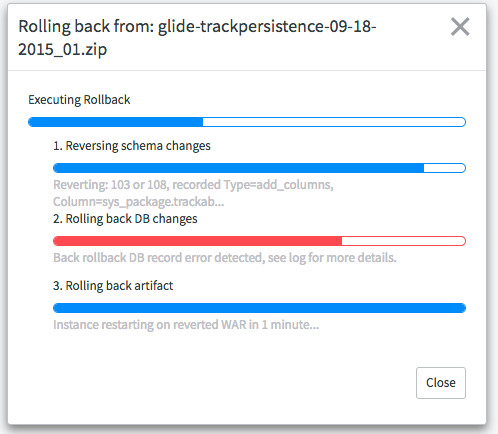 Rolling back from: glide-trackpersistence-09-18-
2015_01.zip
Executing Rollback
1. Reversing schema changes
Reverting: 103 or 108, recorded Type=add_columns,
Column=sys_package.trackab...
2. Rolling back DB changes
Back rollback DB record error detected, see log for more details.
3. Rolling back artifact
Instance restarting on reverted WAR in 1 minute...
Close